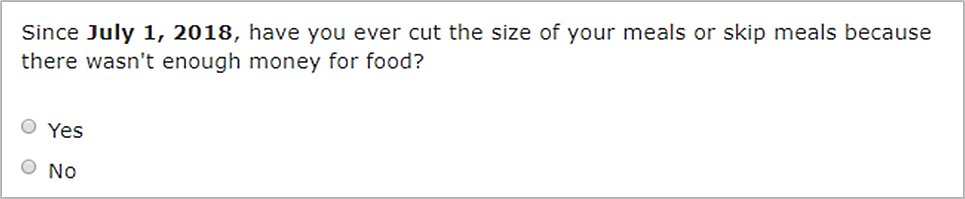 Since July 1, 2018, have you ever cut the size of your meals or skip meals because
there wasn't enough money for food?
Yes
No